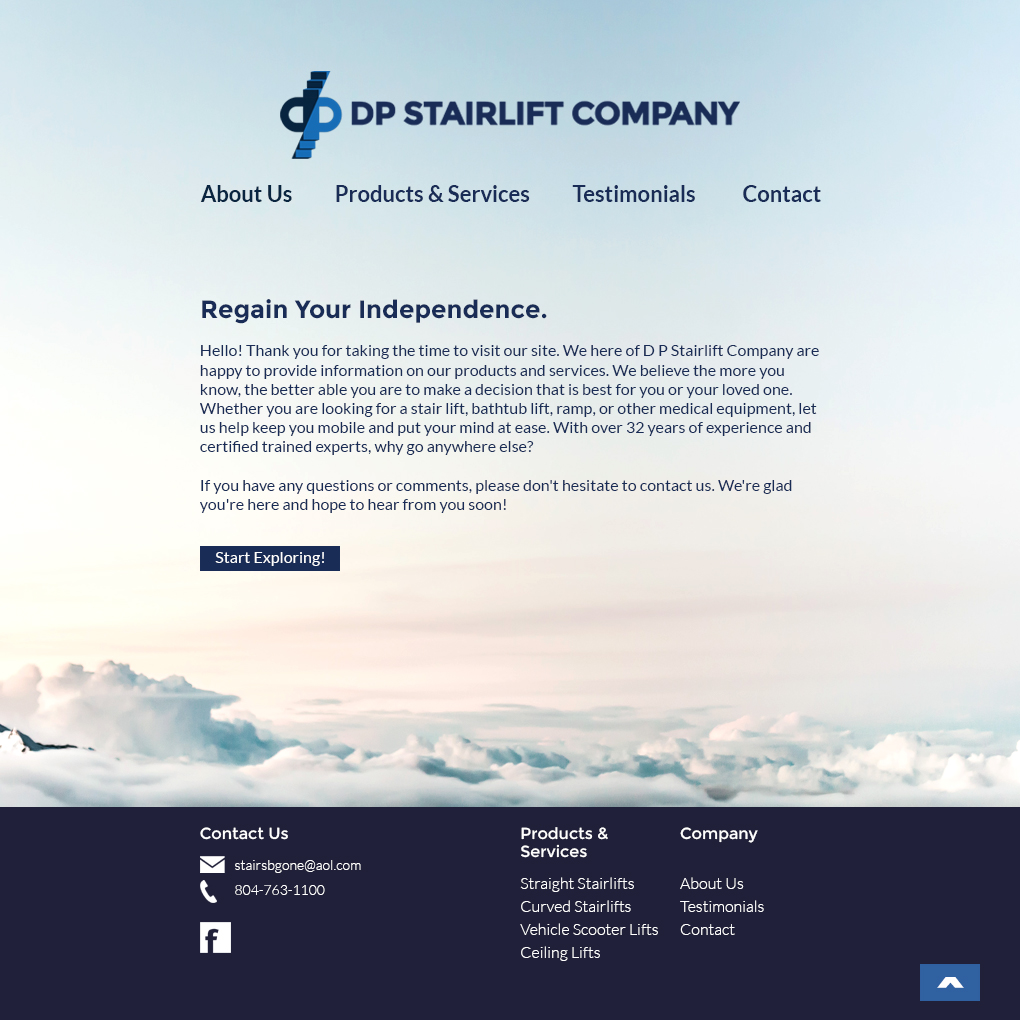 dp DP STAIRLIFT COMPANY
About Us Products & Services Testimonials Contact
Regain Your Independence.
Hello! Thank you for taking the time to visit our site. We here of D P Stairlift Company are
happy to provide information on our products and services. We believe the more you
know, the better able you are to make a decision that is best for you or your loved one.
Whether you are looking for a stair lift, bathtub lift, ramp, or other medical equipment, let
us help keep you mobile and put your mind at ease. With over 32 years of experience and
certified trained experts, why go anywhere else?
If you have any questions or comments, please don't hesitate to contact us. We're glad
you're here and hope to hear from you soon!
Start Exploring!
Contact Us
stairsbgone@aol.com
804-763-1100
f
Products &
Services
Straight Stairlifts
Curved Stairlifts
Vehicle Scooter Lifts
Ceiling Lifts
Company
About Us
Testimonials
Contact